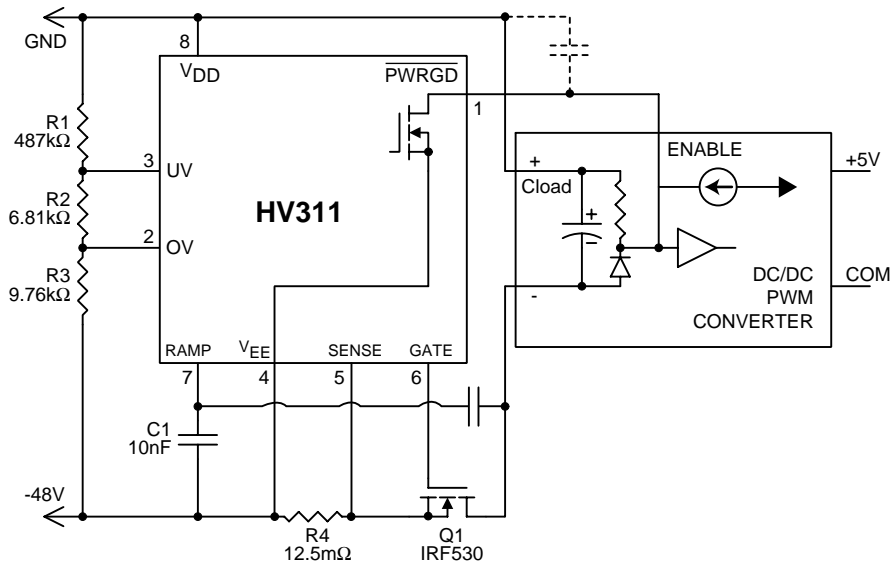 GND
8
VDD
PWRGD
1
R1
487kΩ
3
UV
ENABLE
+5V
+
Cload
R2
6.81kΩ
HV311
+
−
2
OV
R3
9.76kΩ
-
DC/DC
PWM
CONVERTER
COM
RAMP
VEE
SENSE
GATE
7
4
5
6
C1
10nF
-48V
R4
12.5mΩ
Q1
IRF530